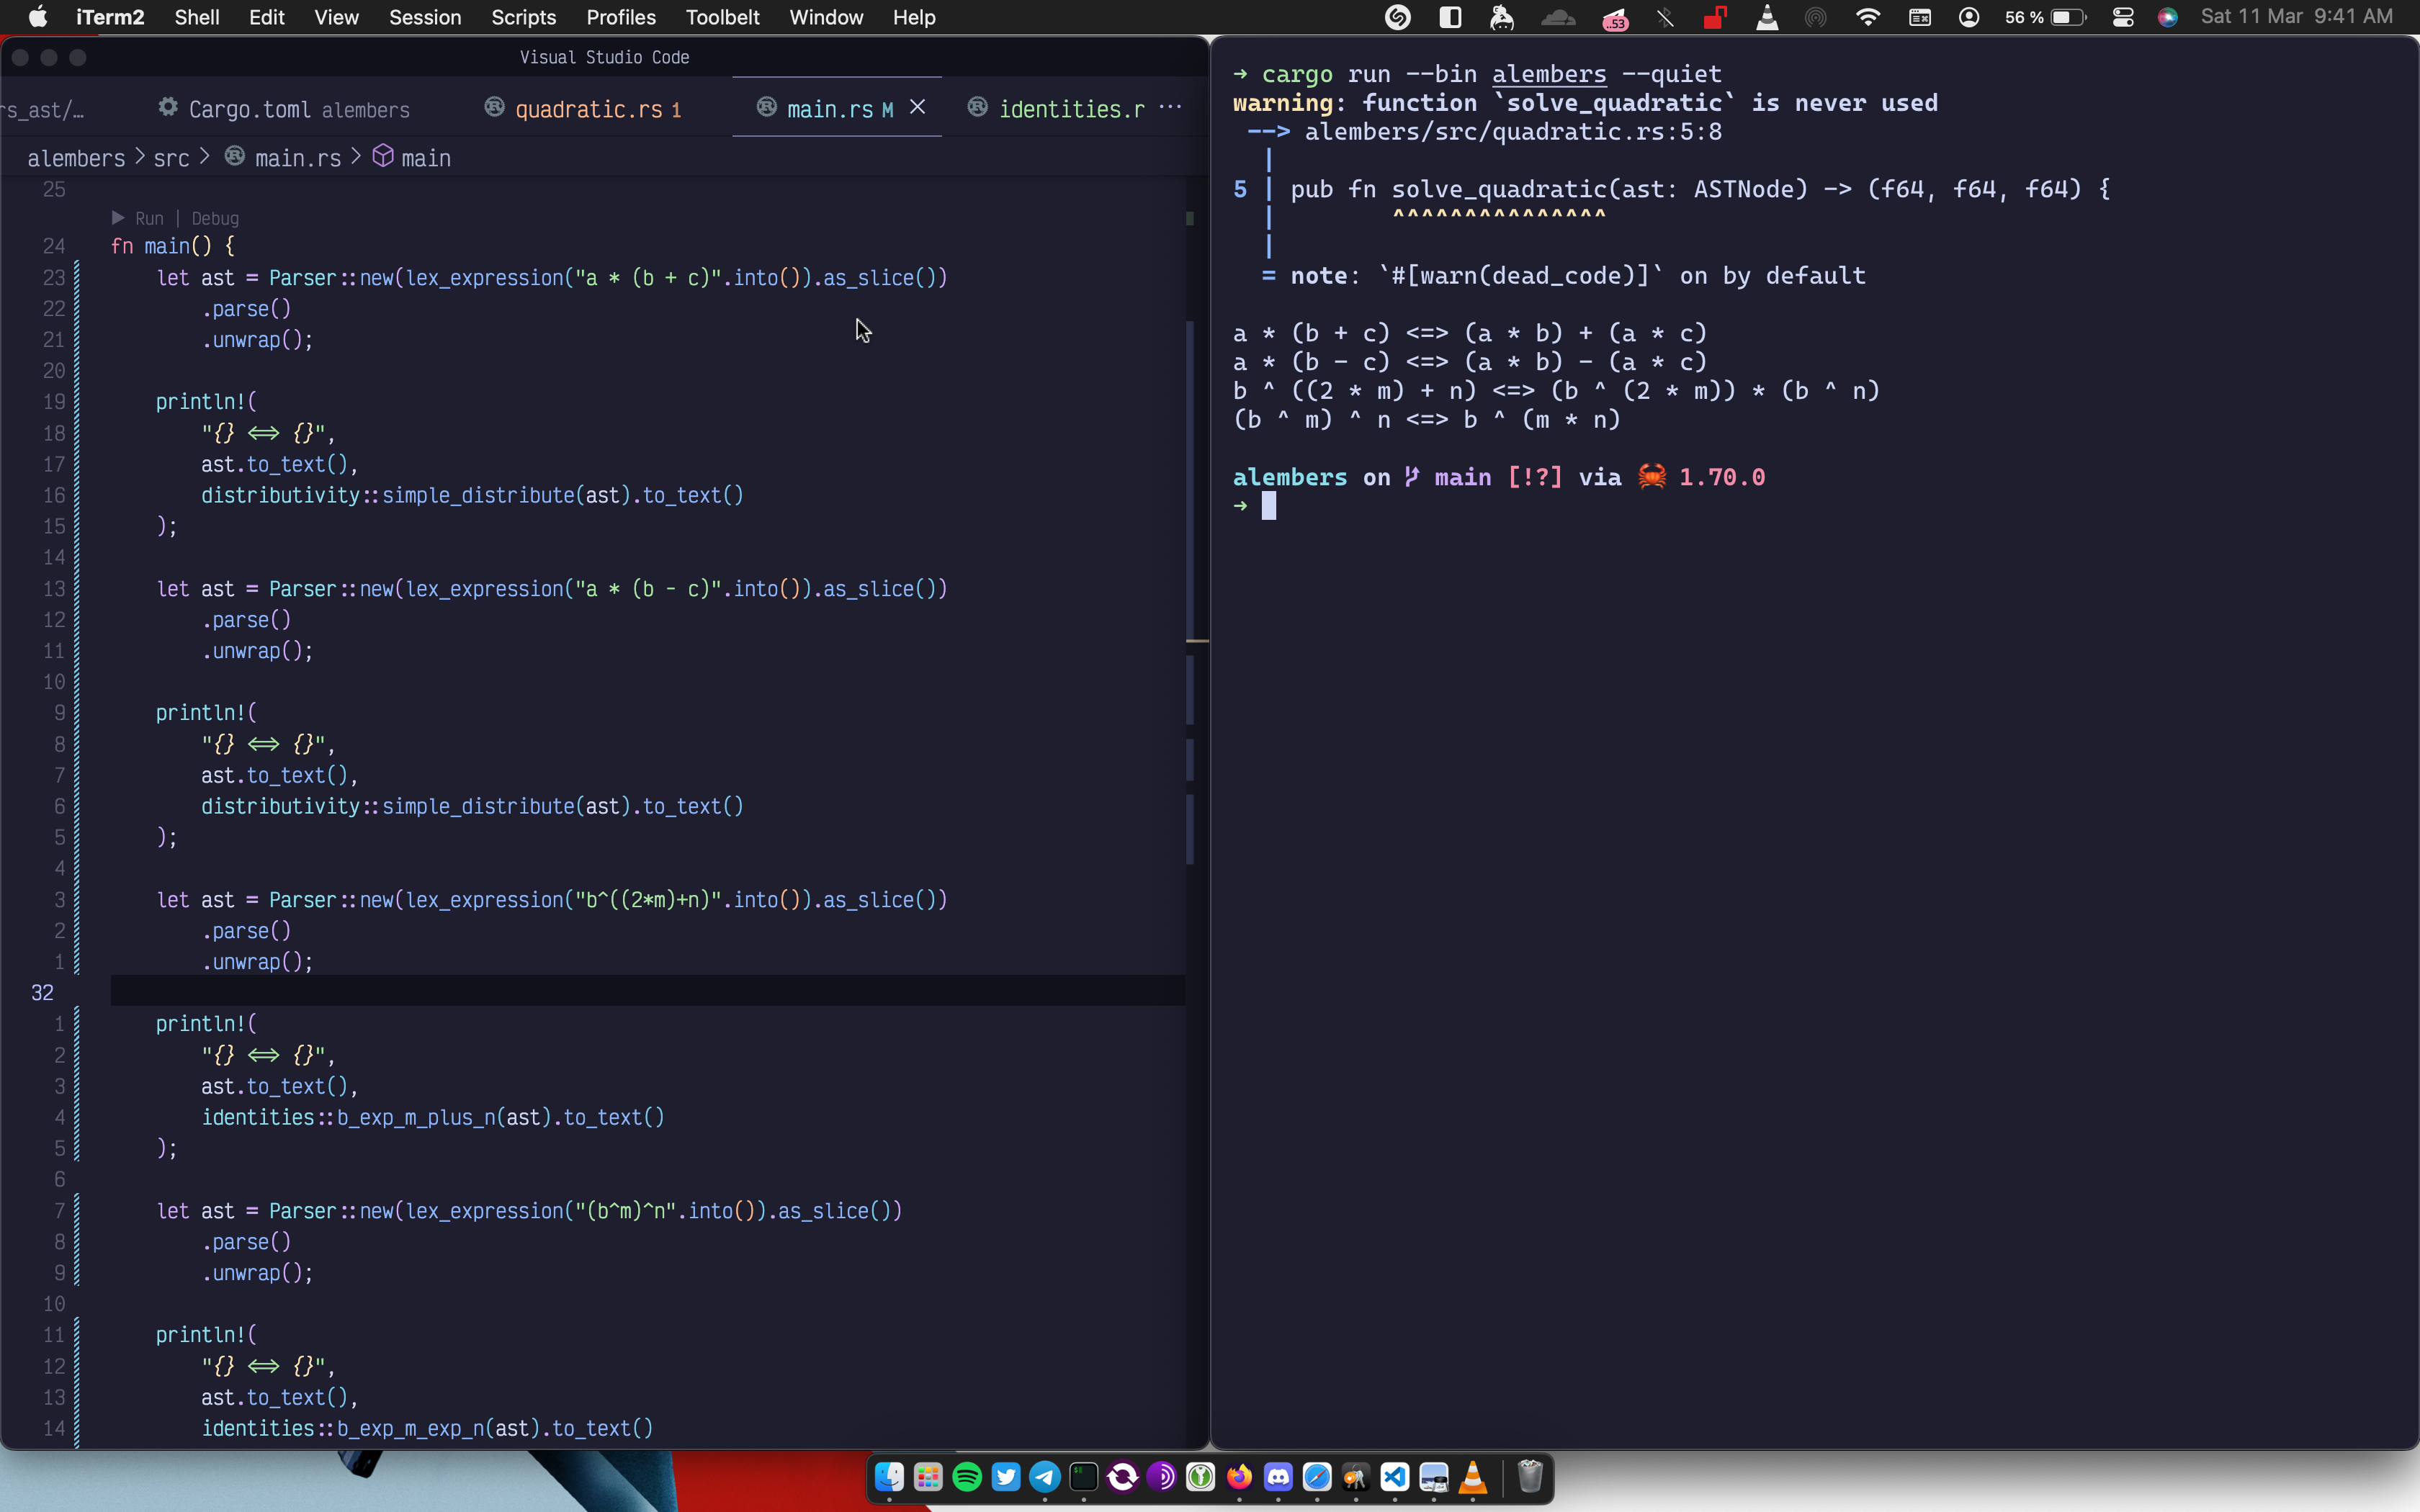 iTerm2 Shell Edit View Session Scripts Profiles Toolbelt Window Help .53 56 % Sat 11 Mar 9:41 AM
Visual Studio Code
rs_ast/… Cargo.toml alembers quadratic.rs 1 main.rs M identities.r ···
alembers > src > main.rs > main
25
Run | Debug
24 fn main() {
23 let ast = Parser::new(lex_expression("a * (b + c)".into()).as_slice())
22 .parse()
21 .unwrap();
20
19 println!(
18 "{} <=> {}",
17 ast.to_text(),
16 distributivity::simple_distribute(ast).to_text()
15 );
14
13 let ast = Parser::new(lex_expression("a * (b - c)".into()).as_slice())
12 .parse()
11 .unwrap();
10
9 println!(
8 "{} <=> {}",
7 ast.to_text(),
6 distributivity::simple_distribute(ast).to_text()
5 );
4
3 let ast = Parser::new(lex_expression("b^((2*m)+n)".into()).as_slice())
2 .parse()
1 .unwrap();
32
1 println!(
2 "{} <=> {}",
3 ast.to_text(),
4 identities::b_exp_m_plus_n(ast).to_text()
5 );
6
7 let ast = Parser::new(lex_expression("(b^m)^n".into()).as_slice())
8 .parse()
9 .unwrap();
10
11 println!(
12 "{} <=> {}",
13 ast.to_text(),
14 identities::b_exp_m_exp_n(ast).to_text()
→ cargo run --bin alembers --quiet
warning: function `solve_quadratic` is never used
--> alembers/src/quadratic.rs:5:8
|
5 | pub fn solve_quadratic(ast: ASTNode) -> (f64, f64, f64) {
| ^^^^^^^^^^^^^^^
|
= note: `#[warn(dead_code)]` on by default
a * (b + c) <=> (a * b) + (a * c)
a * (b - c) <=> (a * b) - (a * c)
b ^ ((2 * m) + n) <=> (b ^ (2 * m)) * (b ^ n)
(b ^ m) ^ n <=> b ^ (m * n)
alembers on main [!?] via 🦀 1.70.0
→